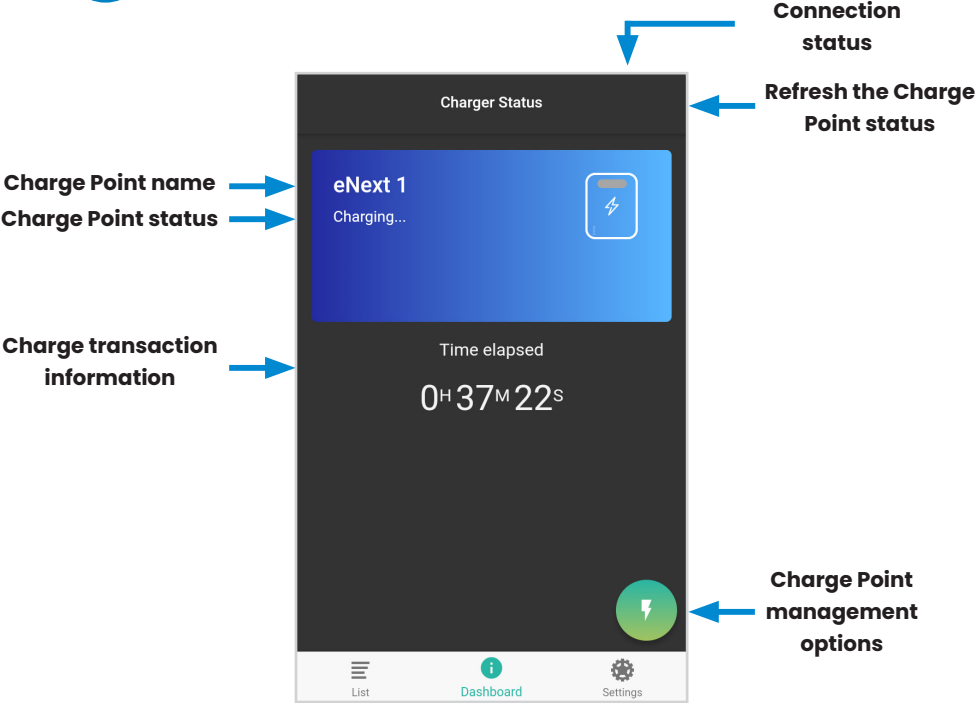 Connection
status
Refresh the Charge
Point status
Charger Status
Charge Point name
Charge Point status
eNext 1
Charging...
Charge transaction
information
Time elapsed
0H 37M 22S
Charge Point
management
options
List
Dashboard
Settings